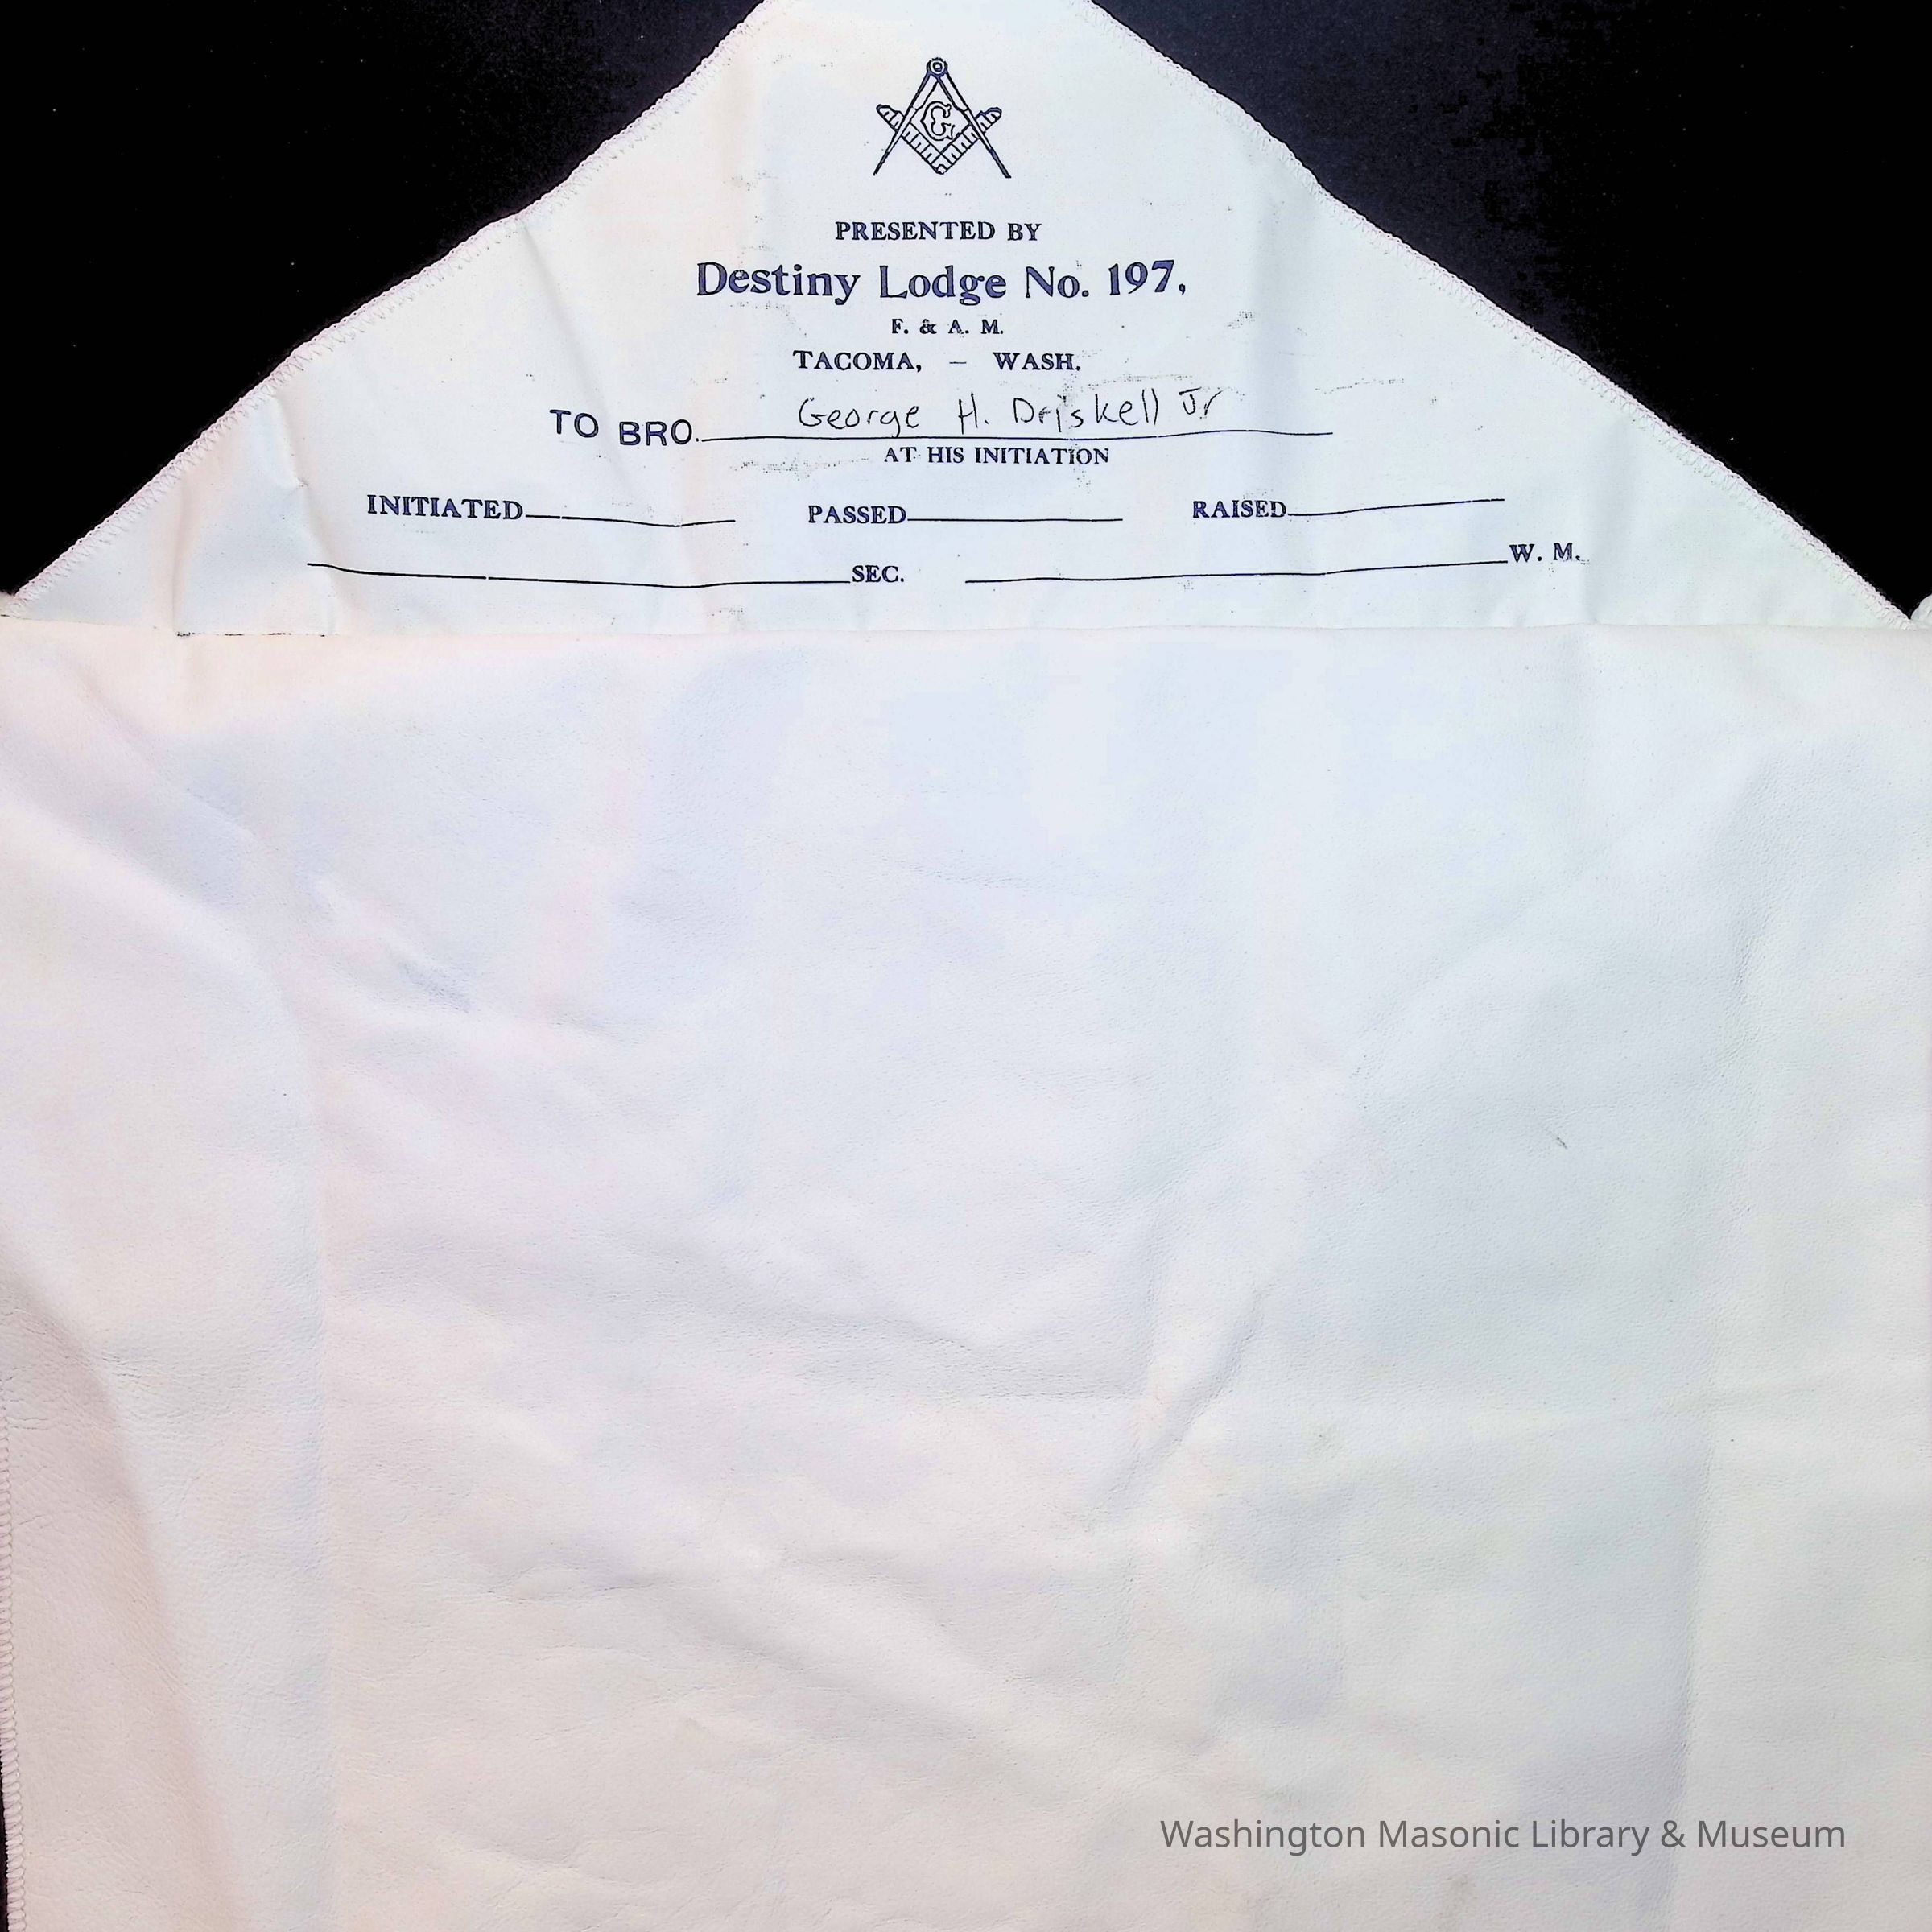 G
PRESENTED BY
Destiny Lodge No. 197,
F. & A. M.
TACOMA, – WASH.
TO BRO. George H. Driskell Jr
AT HIS INITIATION
INITIATED PASSED RAISED
SEC. W. M.
Washington Masonic Library & Museum